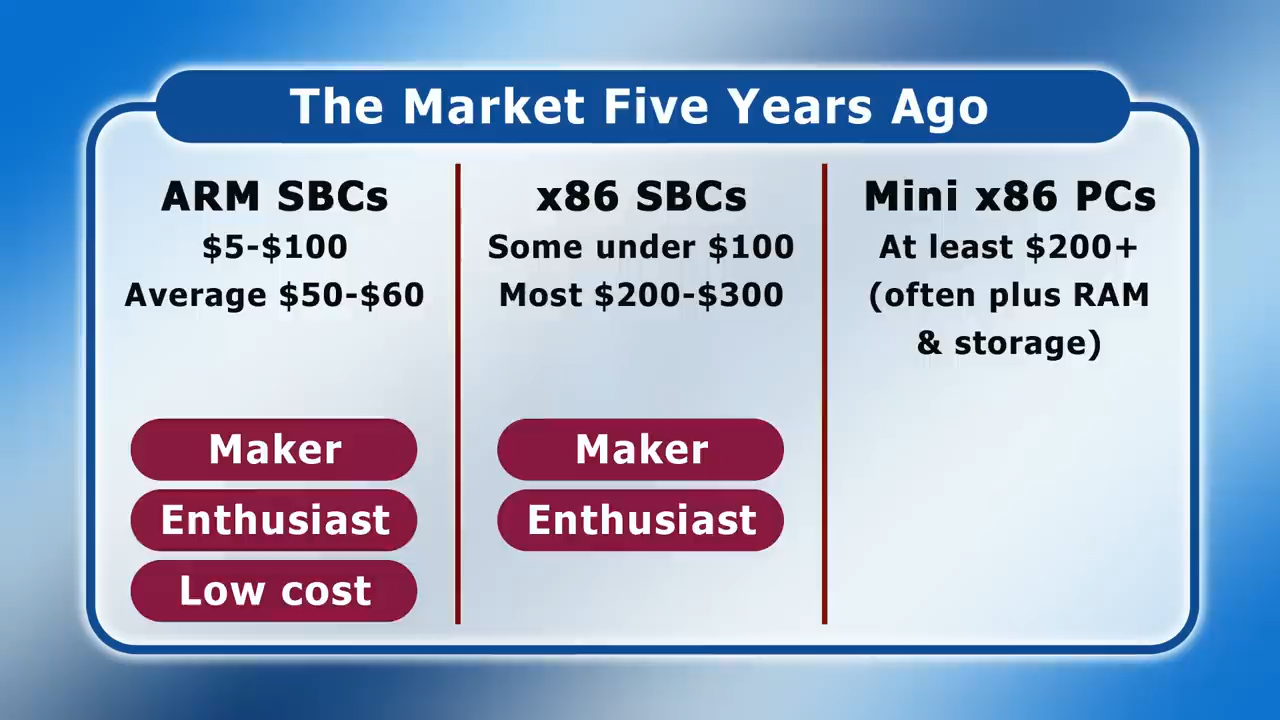 The Market Five Years Ago
ARM SBCs
$5-$100
Average $50-$60
Maker
Enthusiast
Low cost
x86 SBCs
Some under $100
Most $200-$300
Maker
Enthusiast
Mini x86 PCs
At least $200+
(often plus RAM
& storage)